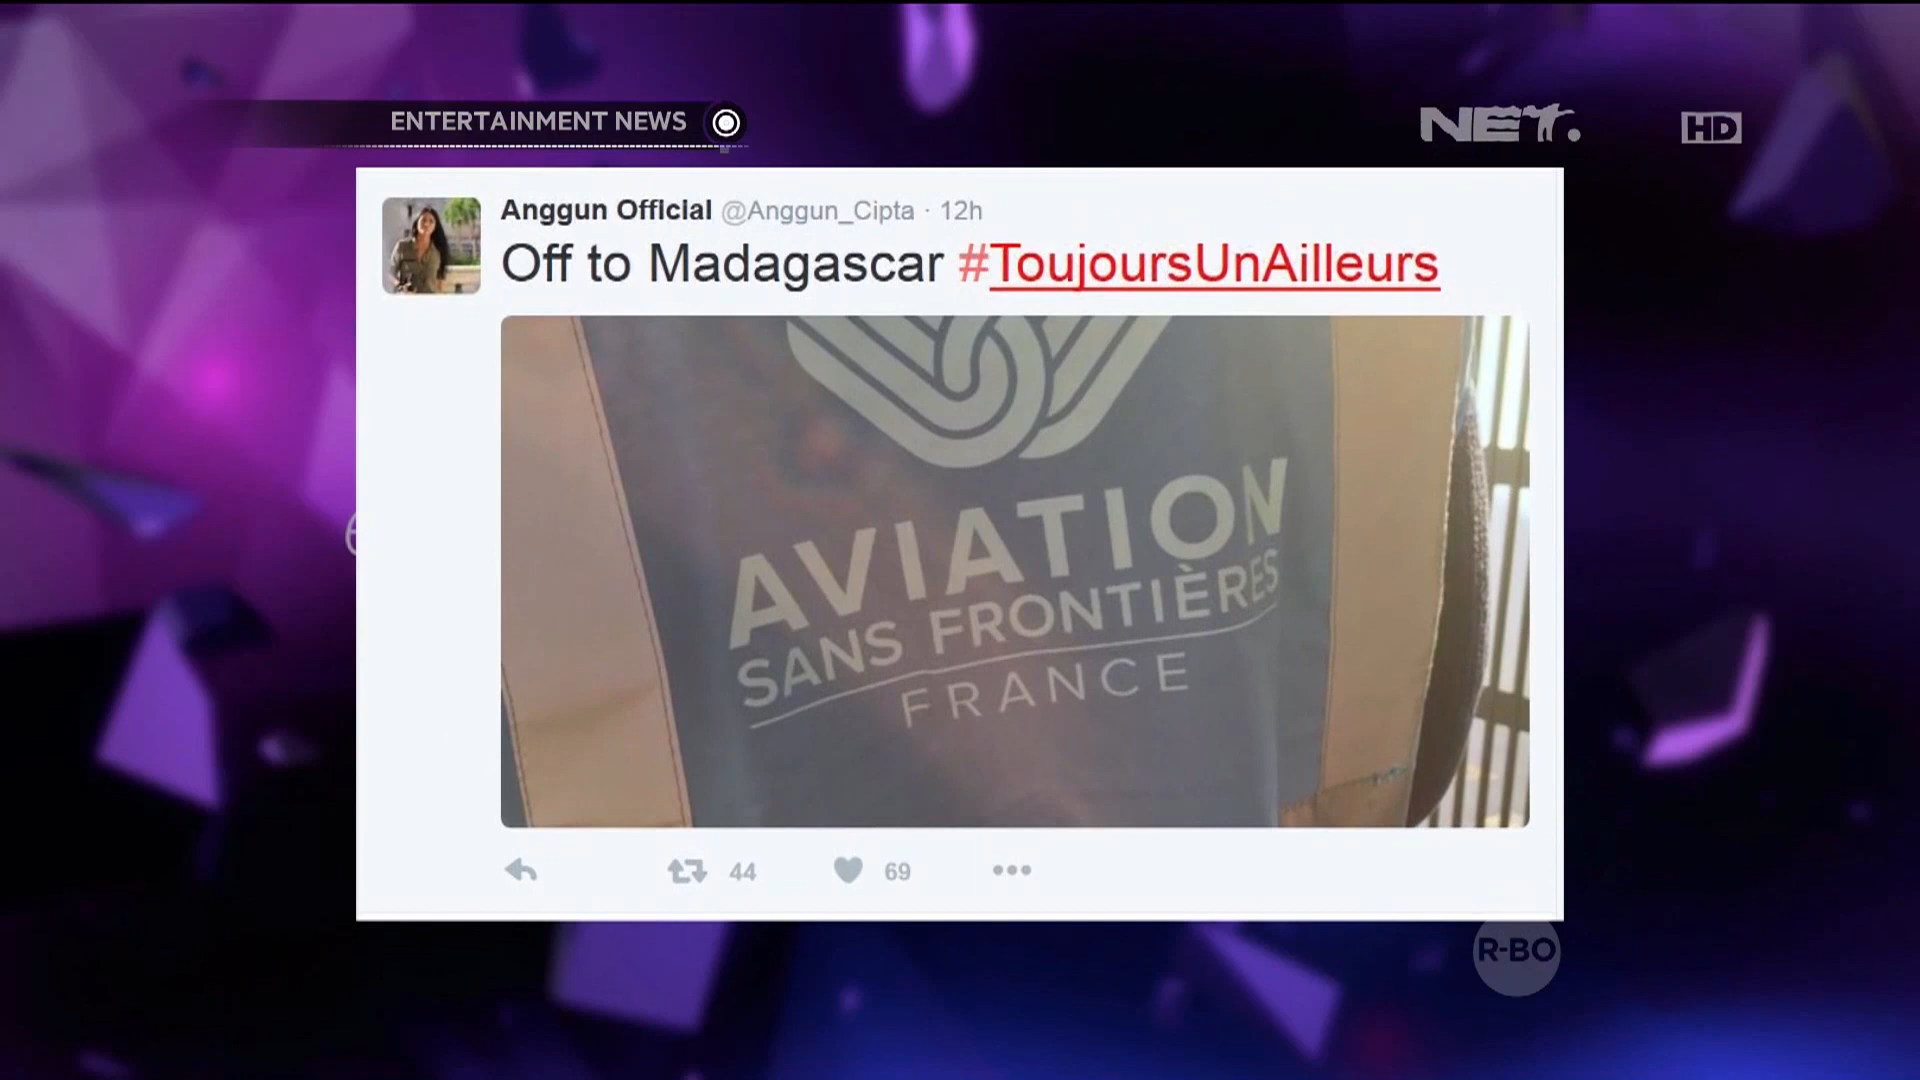 ENTERTAINMENT NEWS
NET.
HD
Anggun Official @Anggun_Cipta · 12h
Off to Madagascar #ToujoursUnAilleurs
AVIATION
SANS FRONTIÈRES
FRANCE
44
69
R-BO